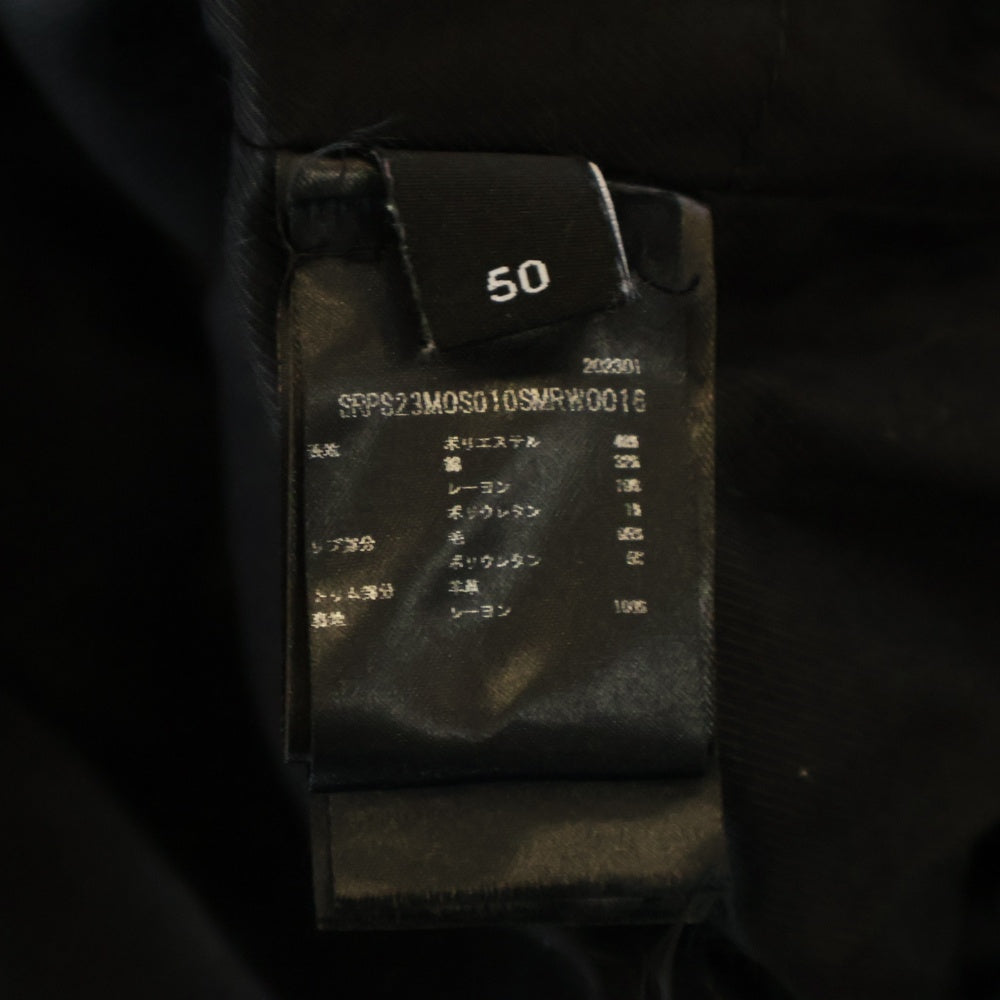 50
202301
SRPS23MOS010SMRW0016
表地 ポリエステル
綿 32%
レーヨン
ポリウレタン
リブ部分 毛
ポリウレタン
トリム部分 革
裏地 レーヨン 100%